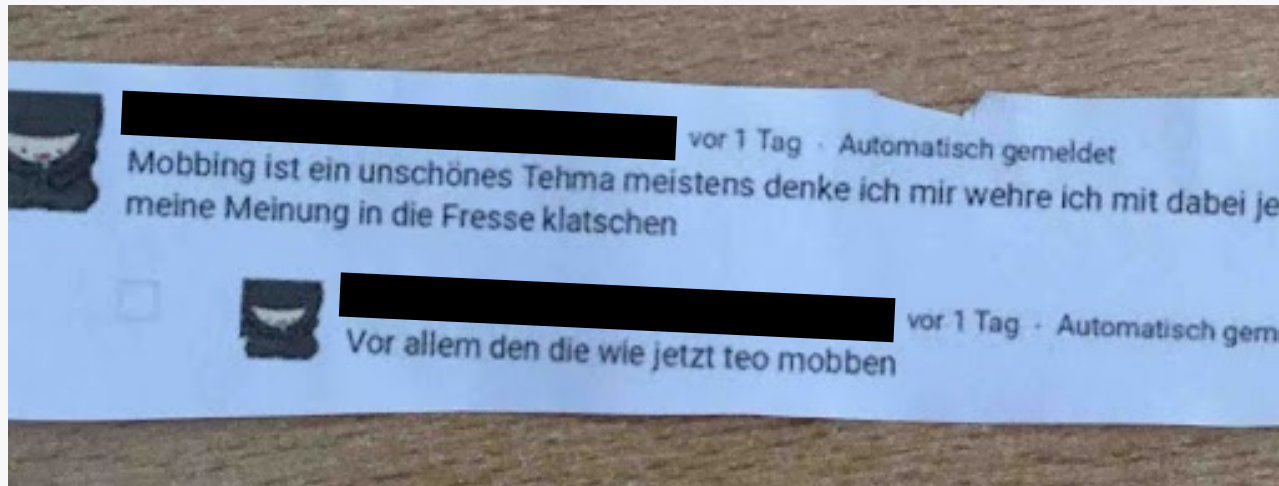 vor 1 Tag · Automatisch gemeldet
Mobbing ist ein unschönes Tehma meistens denke ich mir wehre ich mit dabei je
meine Meinung in die Fresse klatschen
vor 1 Tag · Automatisch gem
Vor allem den die wie jetzt teo mobben